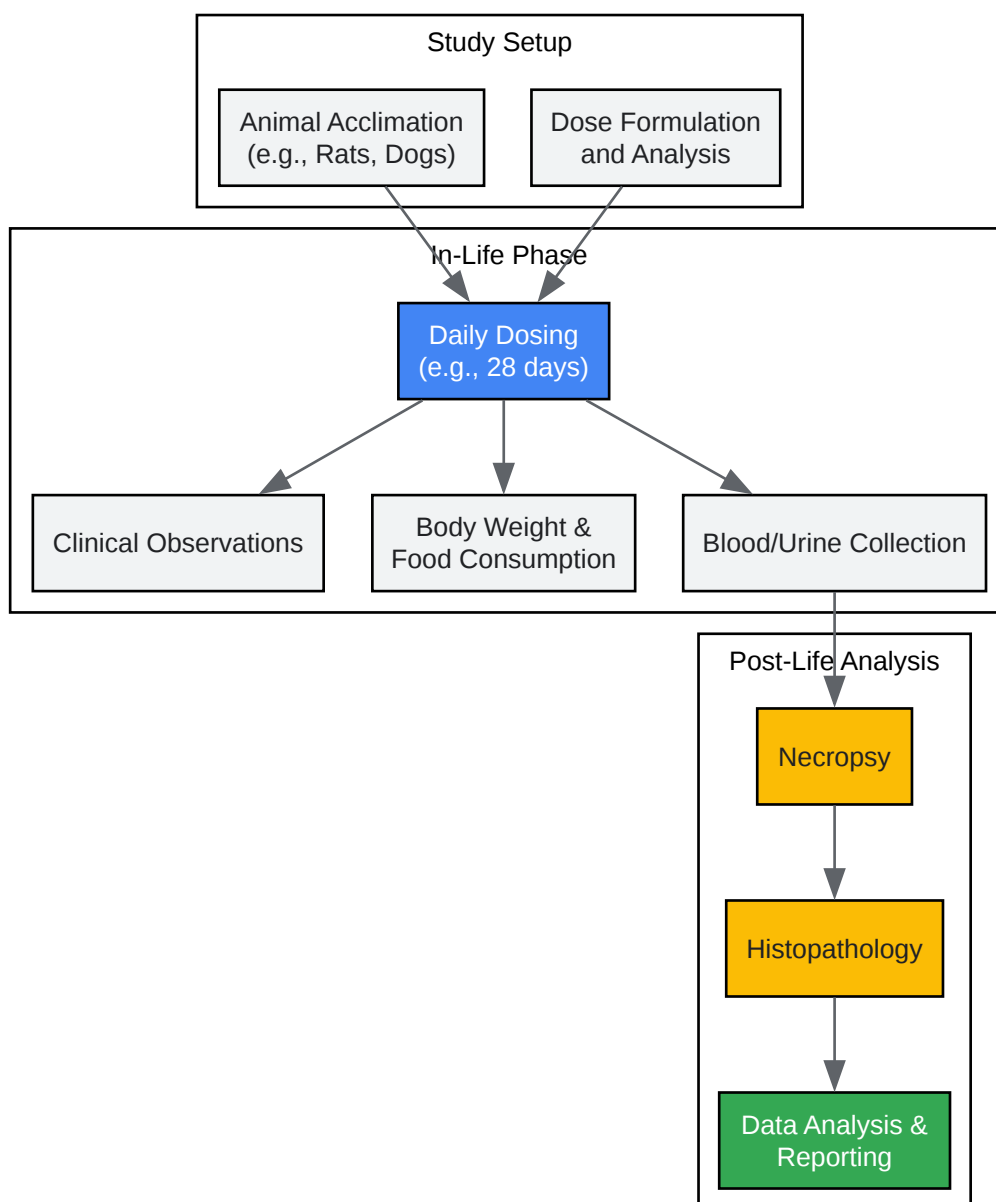 Study Setup
Animal Acclimation
(e.g., Rats, Dogs)
Dose Formulation
and Analysis
In-Life Phase
Daily Dosing
(e.g., 28 days)
Clinical Observations
Body Weight &
Food Consumption
Blood/Urine Collection
Post-Life Analysis
Necropsy
Histopathology
Data Analysis &
Reporting